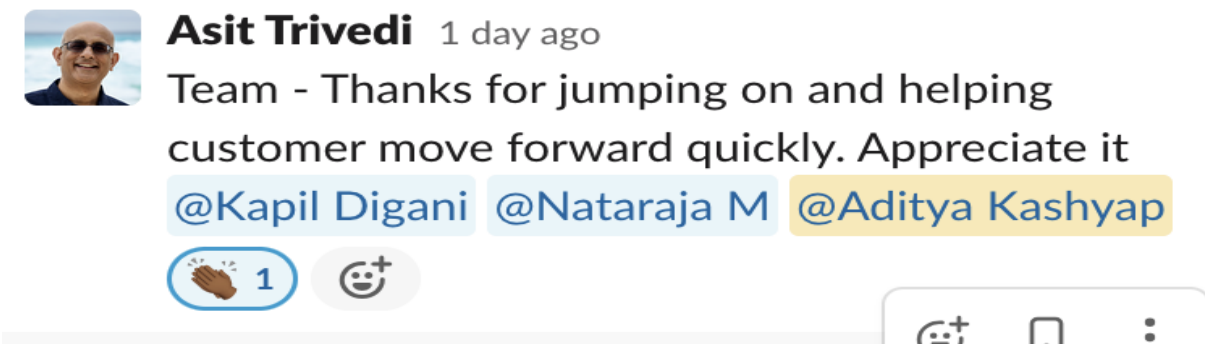 Asit Trivedi 1 day ago
Team - Thanks for jumping on and helping
customer move forward quickly. Appreciate it
@Kapil Digani @Nataraja M @Aditya Kashyap
1